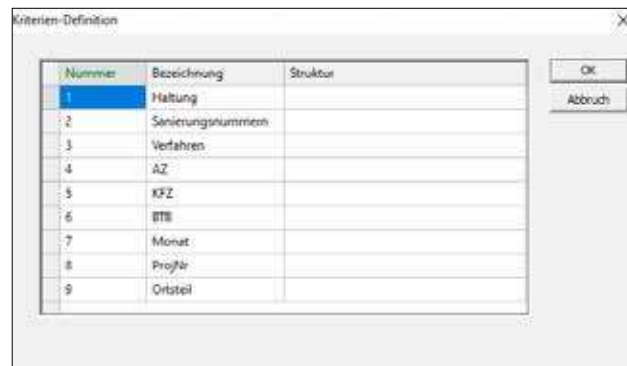 Kriterien-Definition
Nummer Bezeichnung Struktur
1 Haltung
2 Sanierungsnummern
3 Verfahren
4 AZ
5 KFZ
6 BTB
7 Monat
8 ProjNr
9 Ortsteil
OK
Abbruch